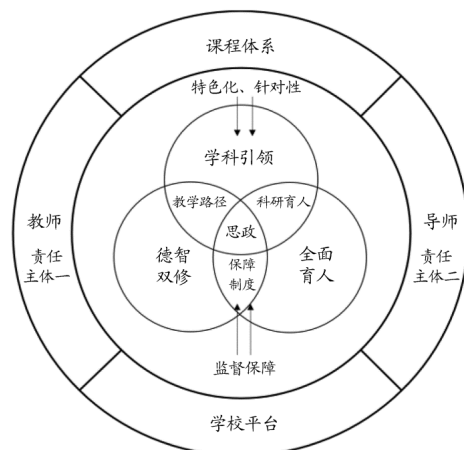 课程体系
特色化、针对性
学科引领
教学路径
科研育人
思政
教师
责任
主体一
德智
双修
保障
制度
全面
育人
导师
责任
主体二
监督保障
学校平台